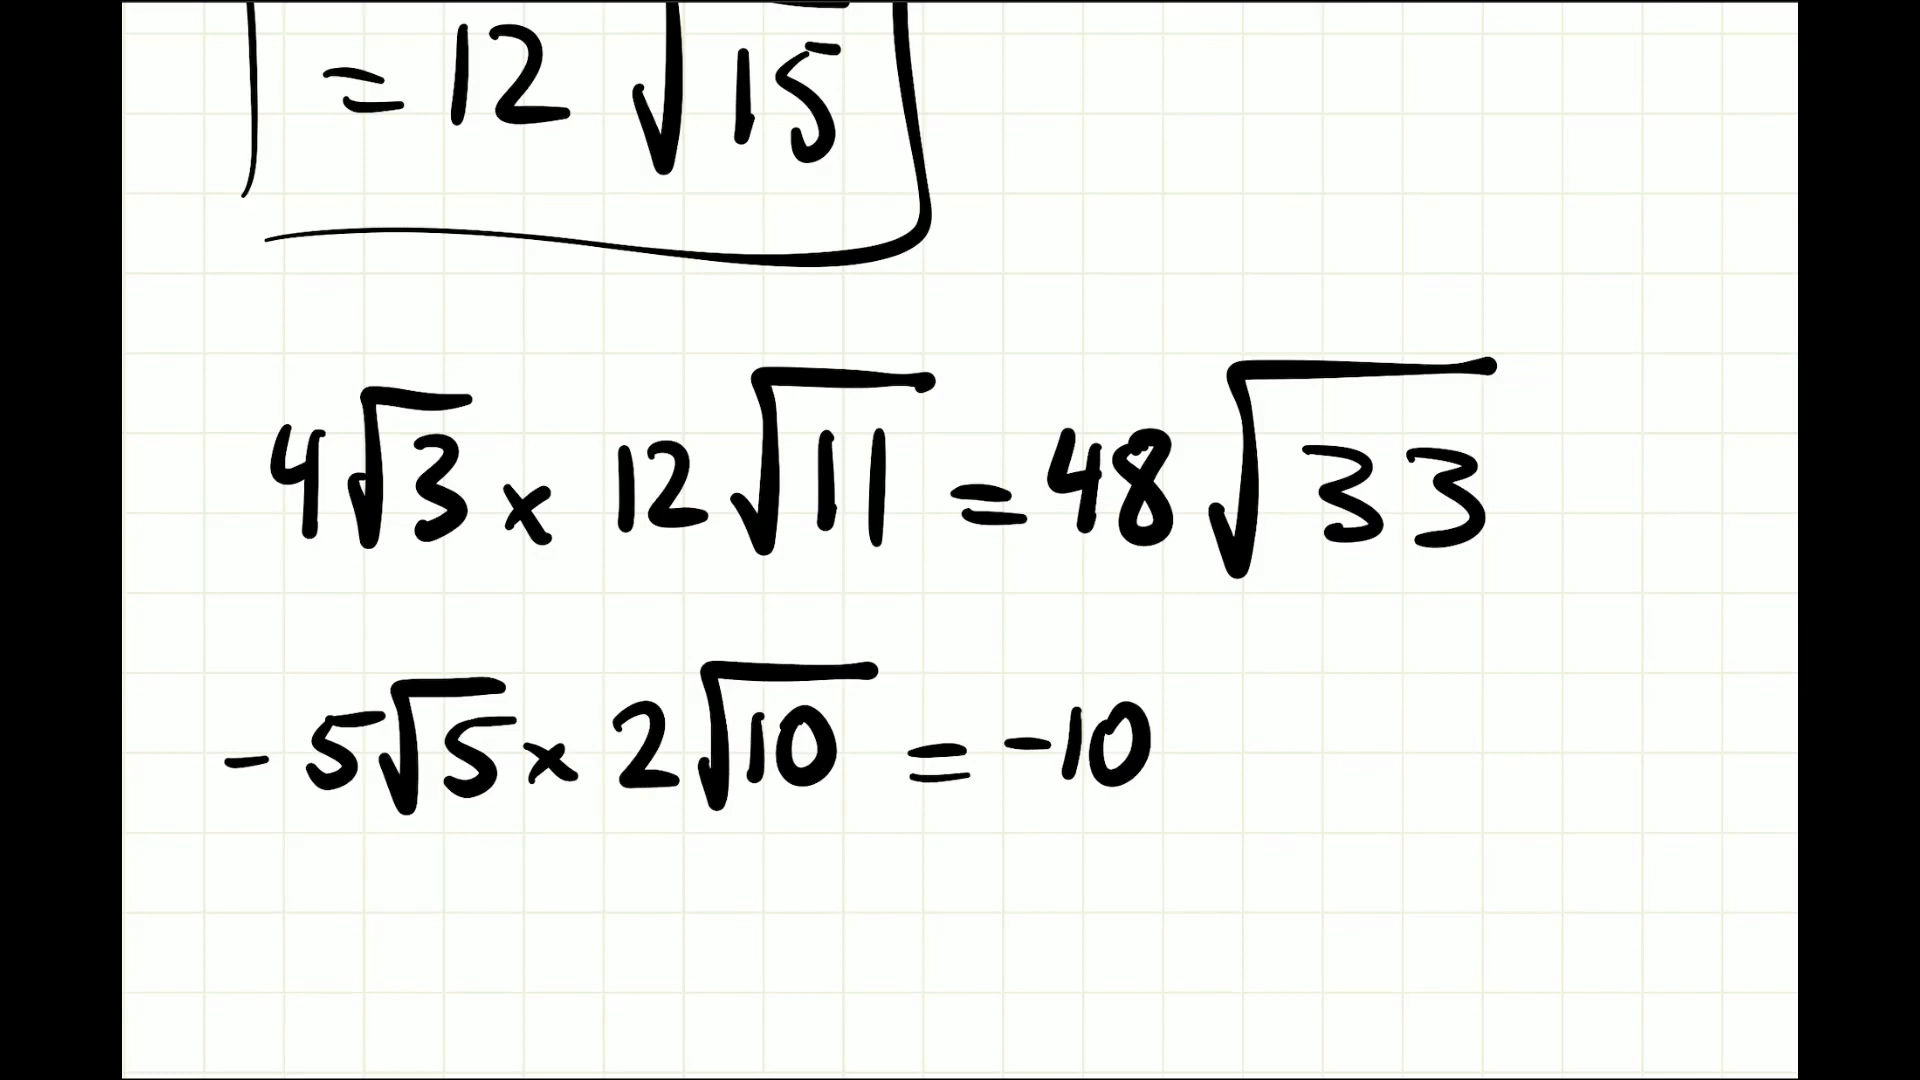 = 12 √15
4√3 × 12√11 = 48√33
- 5√5 × 2√10 = -10